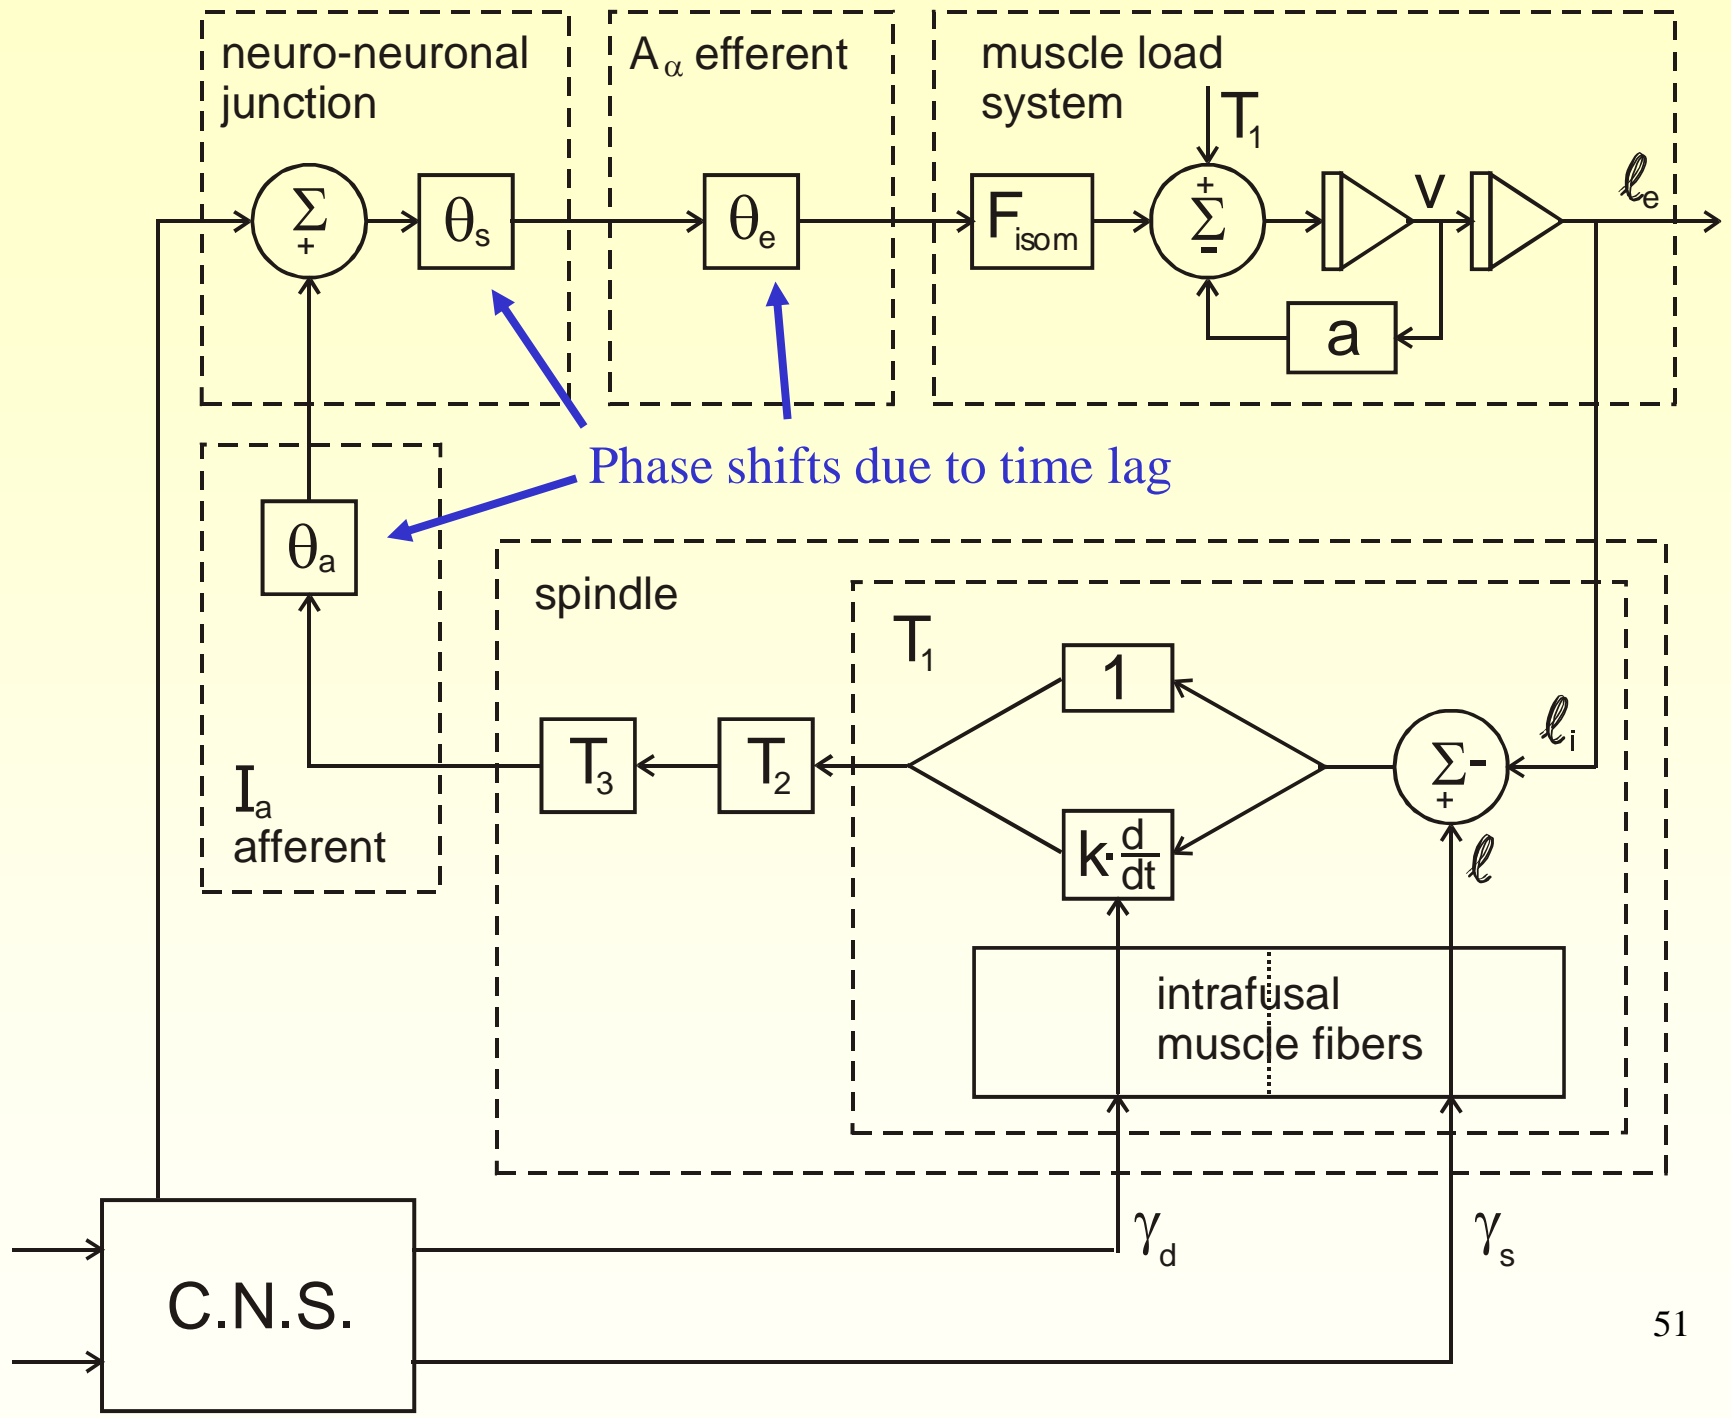 neuro-neuronal
junction
A α efferent
muscle load
system
T1
Σ
+
θs
θe
Fisom
+
Σ
-
v
ℓe
a
Phase shifts due to time lag
θa
spindle
T1
1
ℓi
T3
T2
Σ-
+
Ia
afferent
k· d
dt
ℓ
intrafusal
muscle fibers
γd
γs
C.N.S.
51